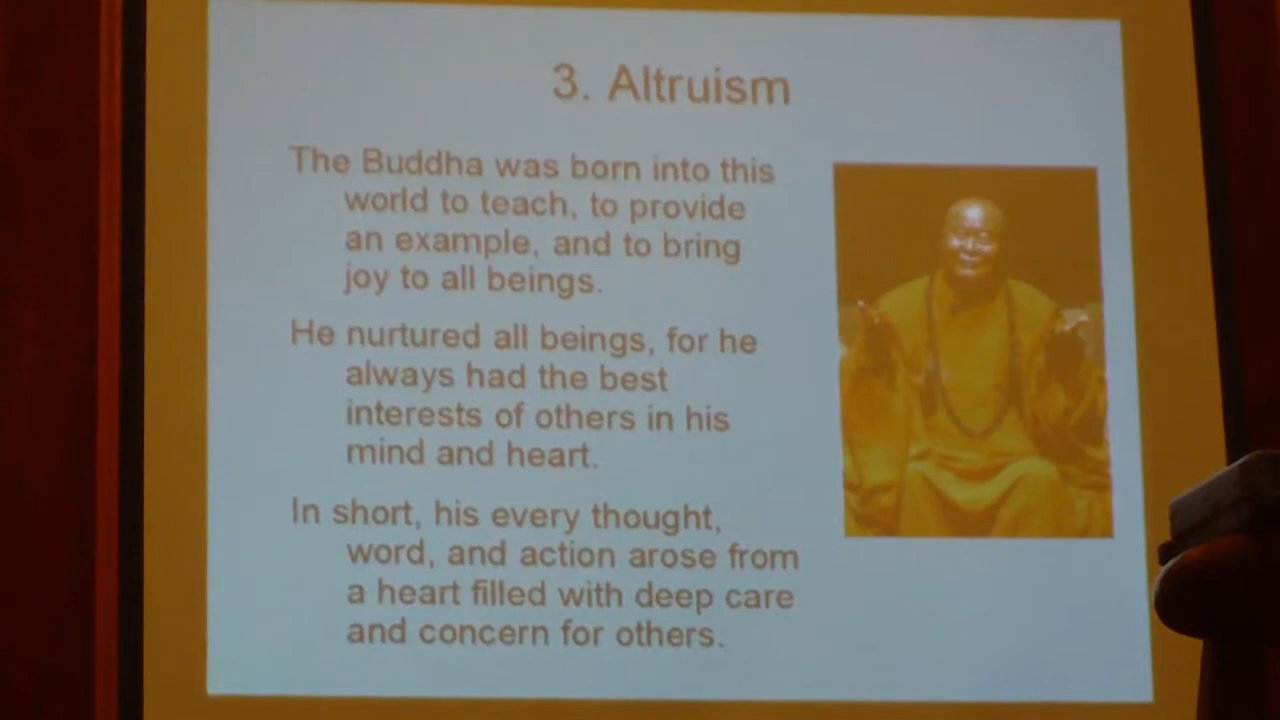 3. Altruism
The Buddha was born into this
world to teach, to provide
an example, and to bring
joy to all beings.
He nurtured all beings, for he
always had the best
interests of others in his
mind and heart.
In short, his every thought,
word, and action arose from
a heart filled with deep care
and concern for others.